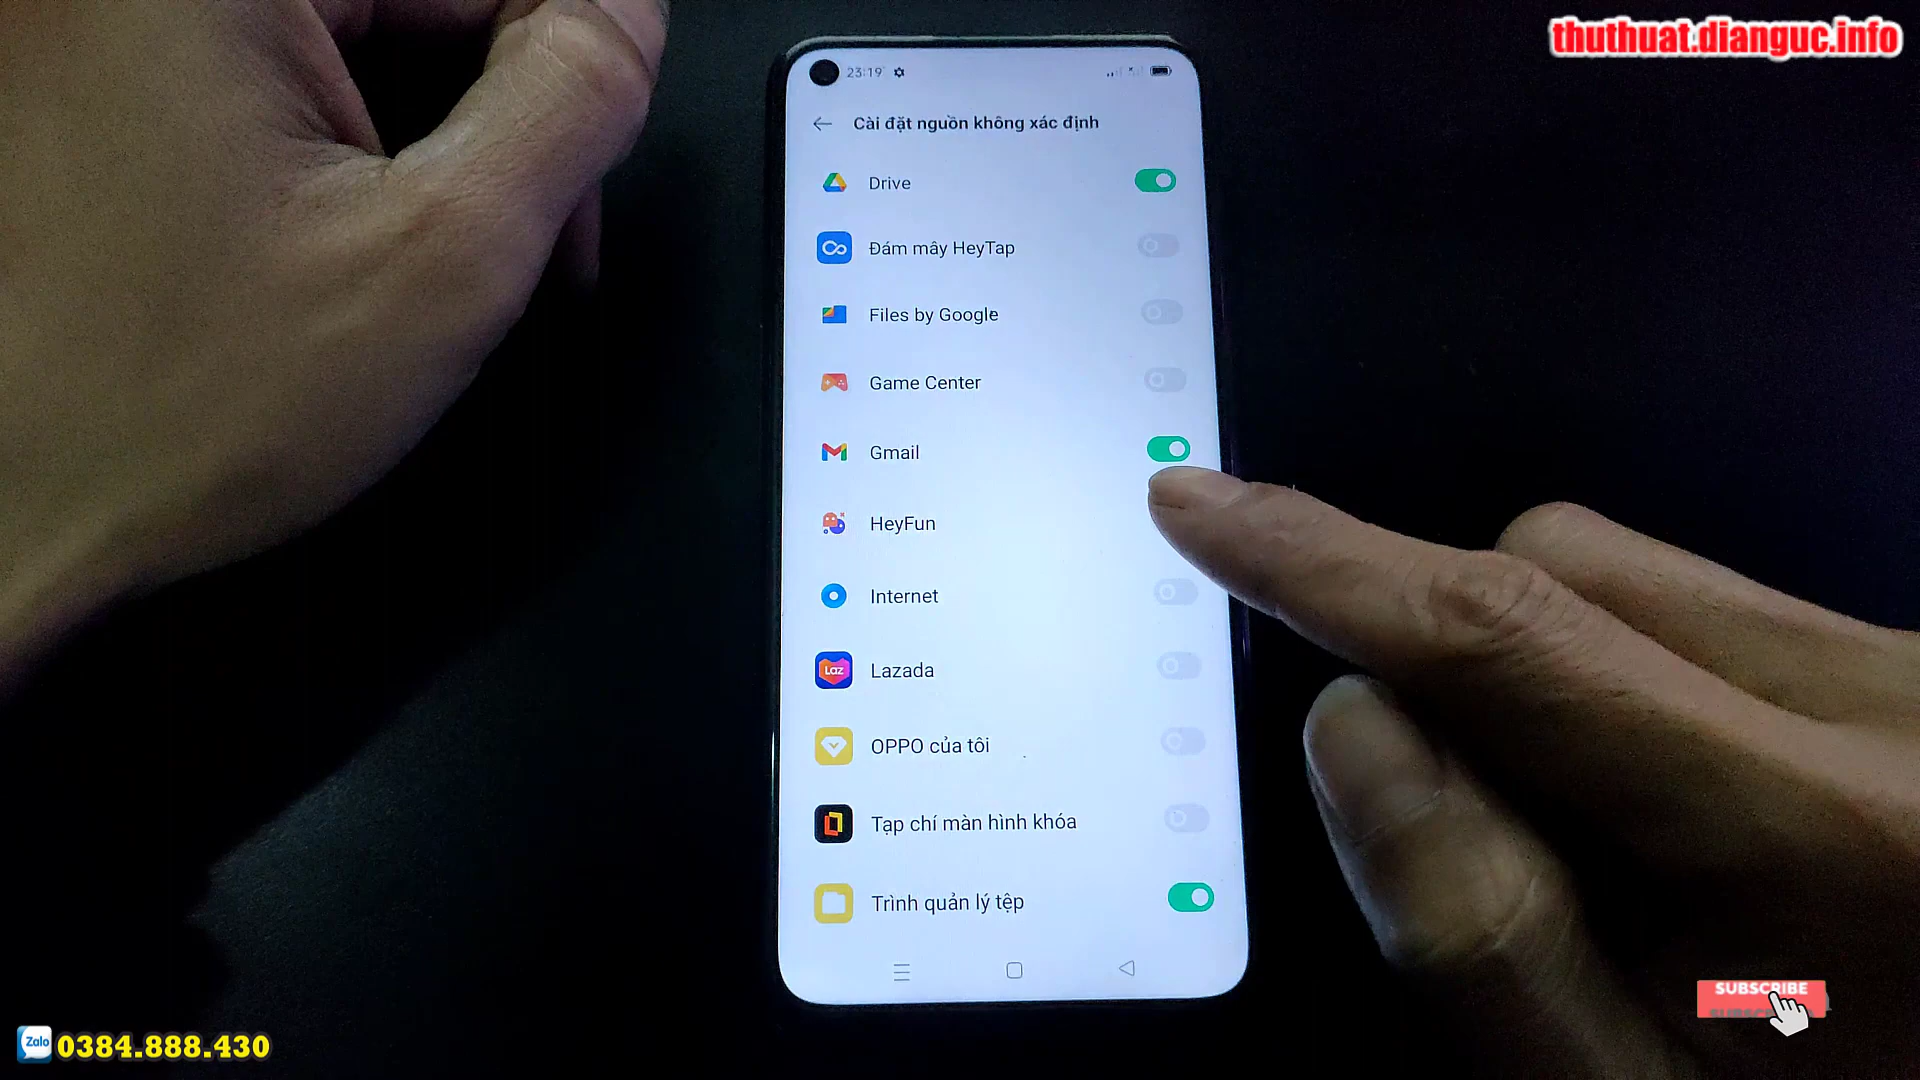 thuthuat.dianguc.info
23:19
Cài đặt nguồn không xác định
Drive
Đám mây HeyTap
Files by Google
Game Center
Gmail
HeyFun
Internet
Laz
Lazada
OPPO của tôi
Tạp chí màn hình khóa
Trình quản lý tệp
SUBSCRIBE
Zalo
0384.888.430